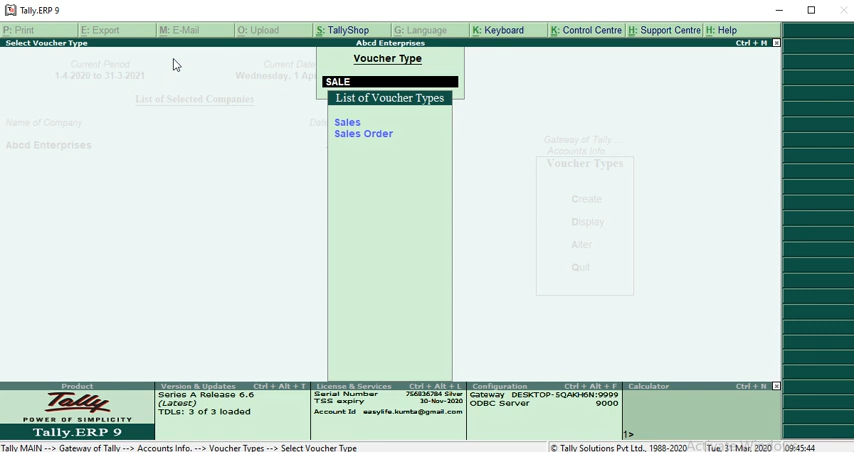 Tally.ERP 9
P: Print
E: Export
M: E-Mail
O: Upload
S: TallyShop
G: Language
K: Keyboard
K: Control Centre
H: Support Centre
H: Help
Select Voucher Type
Abcd Enterprises
Ctrl + M
Current Period
1-4-2020 to 31-3-2021
Current Date
Wednesday, 1 Apr
List of Selected Companies
Name of Company
Abcd Enterprises
Voucher Type
SALE
List of Voucher Types
Sales
Sales Order
Gateway of Tally ...
Accounts Info.
Voucher Types
Create
Display
Alter
Quit
Product
Tally
POWER OF SIMPLICITY
Tally.ERP 9
Version & Updates Ctrl + Alt + T
Series A Release 6.6
(Latest)
TDLs: 3 of 3 loaded
License & Services Ctrl + Alt + L
Serial Number 756836784 Silver
TSS expiry 30-Nov-2020
Account Id easylife.kumta@gmail.com
Configuration Ctrl + Alt + F
Gateway DESKTOP-5QAKH6N:9999
ODBC Server 9000
Calculator Ctrl + N
1>
Tally MAIN --> Gateway of Tally --> Accounts Info. --> Voucher Types --> Select Voucher Type
© Tally Solutions Pvt Ltd., 1988-2020
Tue, 31 Mar, 2020
09:45:44